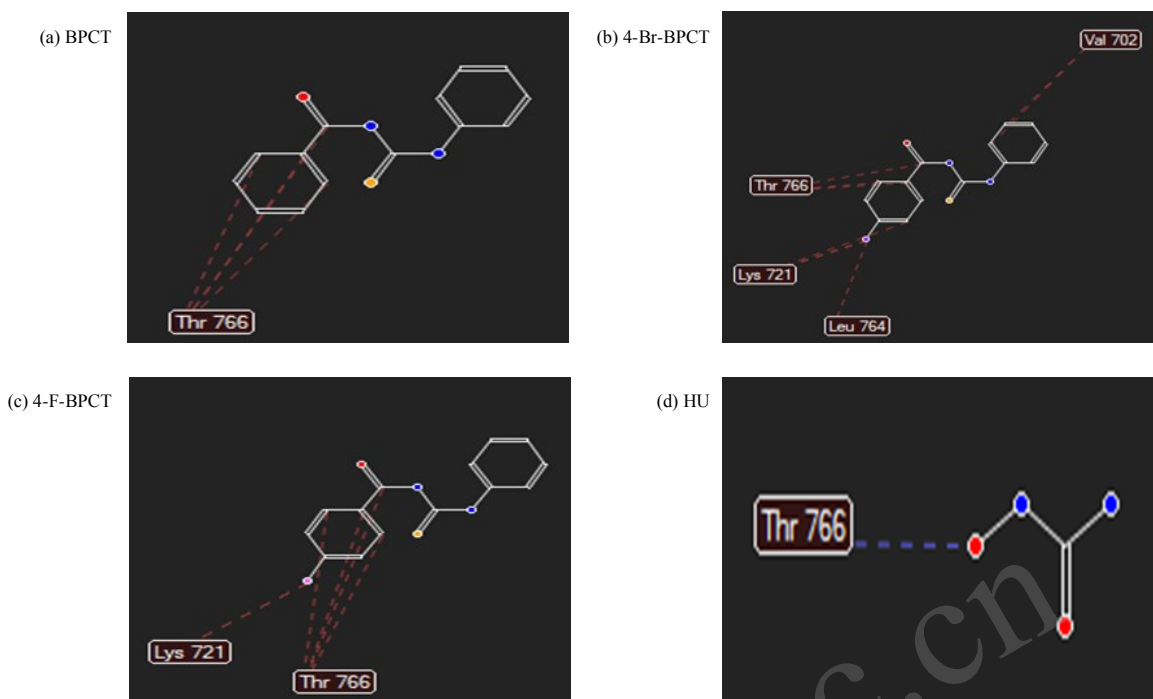 (a) BPCT
Thr 766
(b) 4-Br-BPCT
Val 702
Thr 766
Lys 721
Leu 764
(c) 4-F-BPCT
Lys 721
Thr 766
(d) HU
Thr 766
c.cn